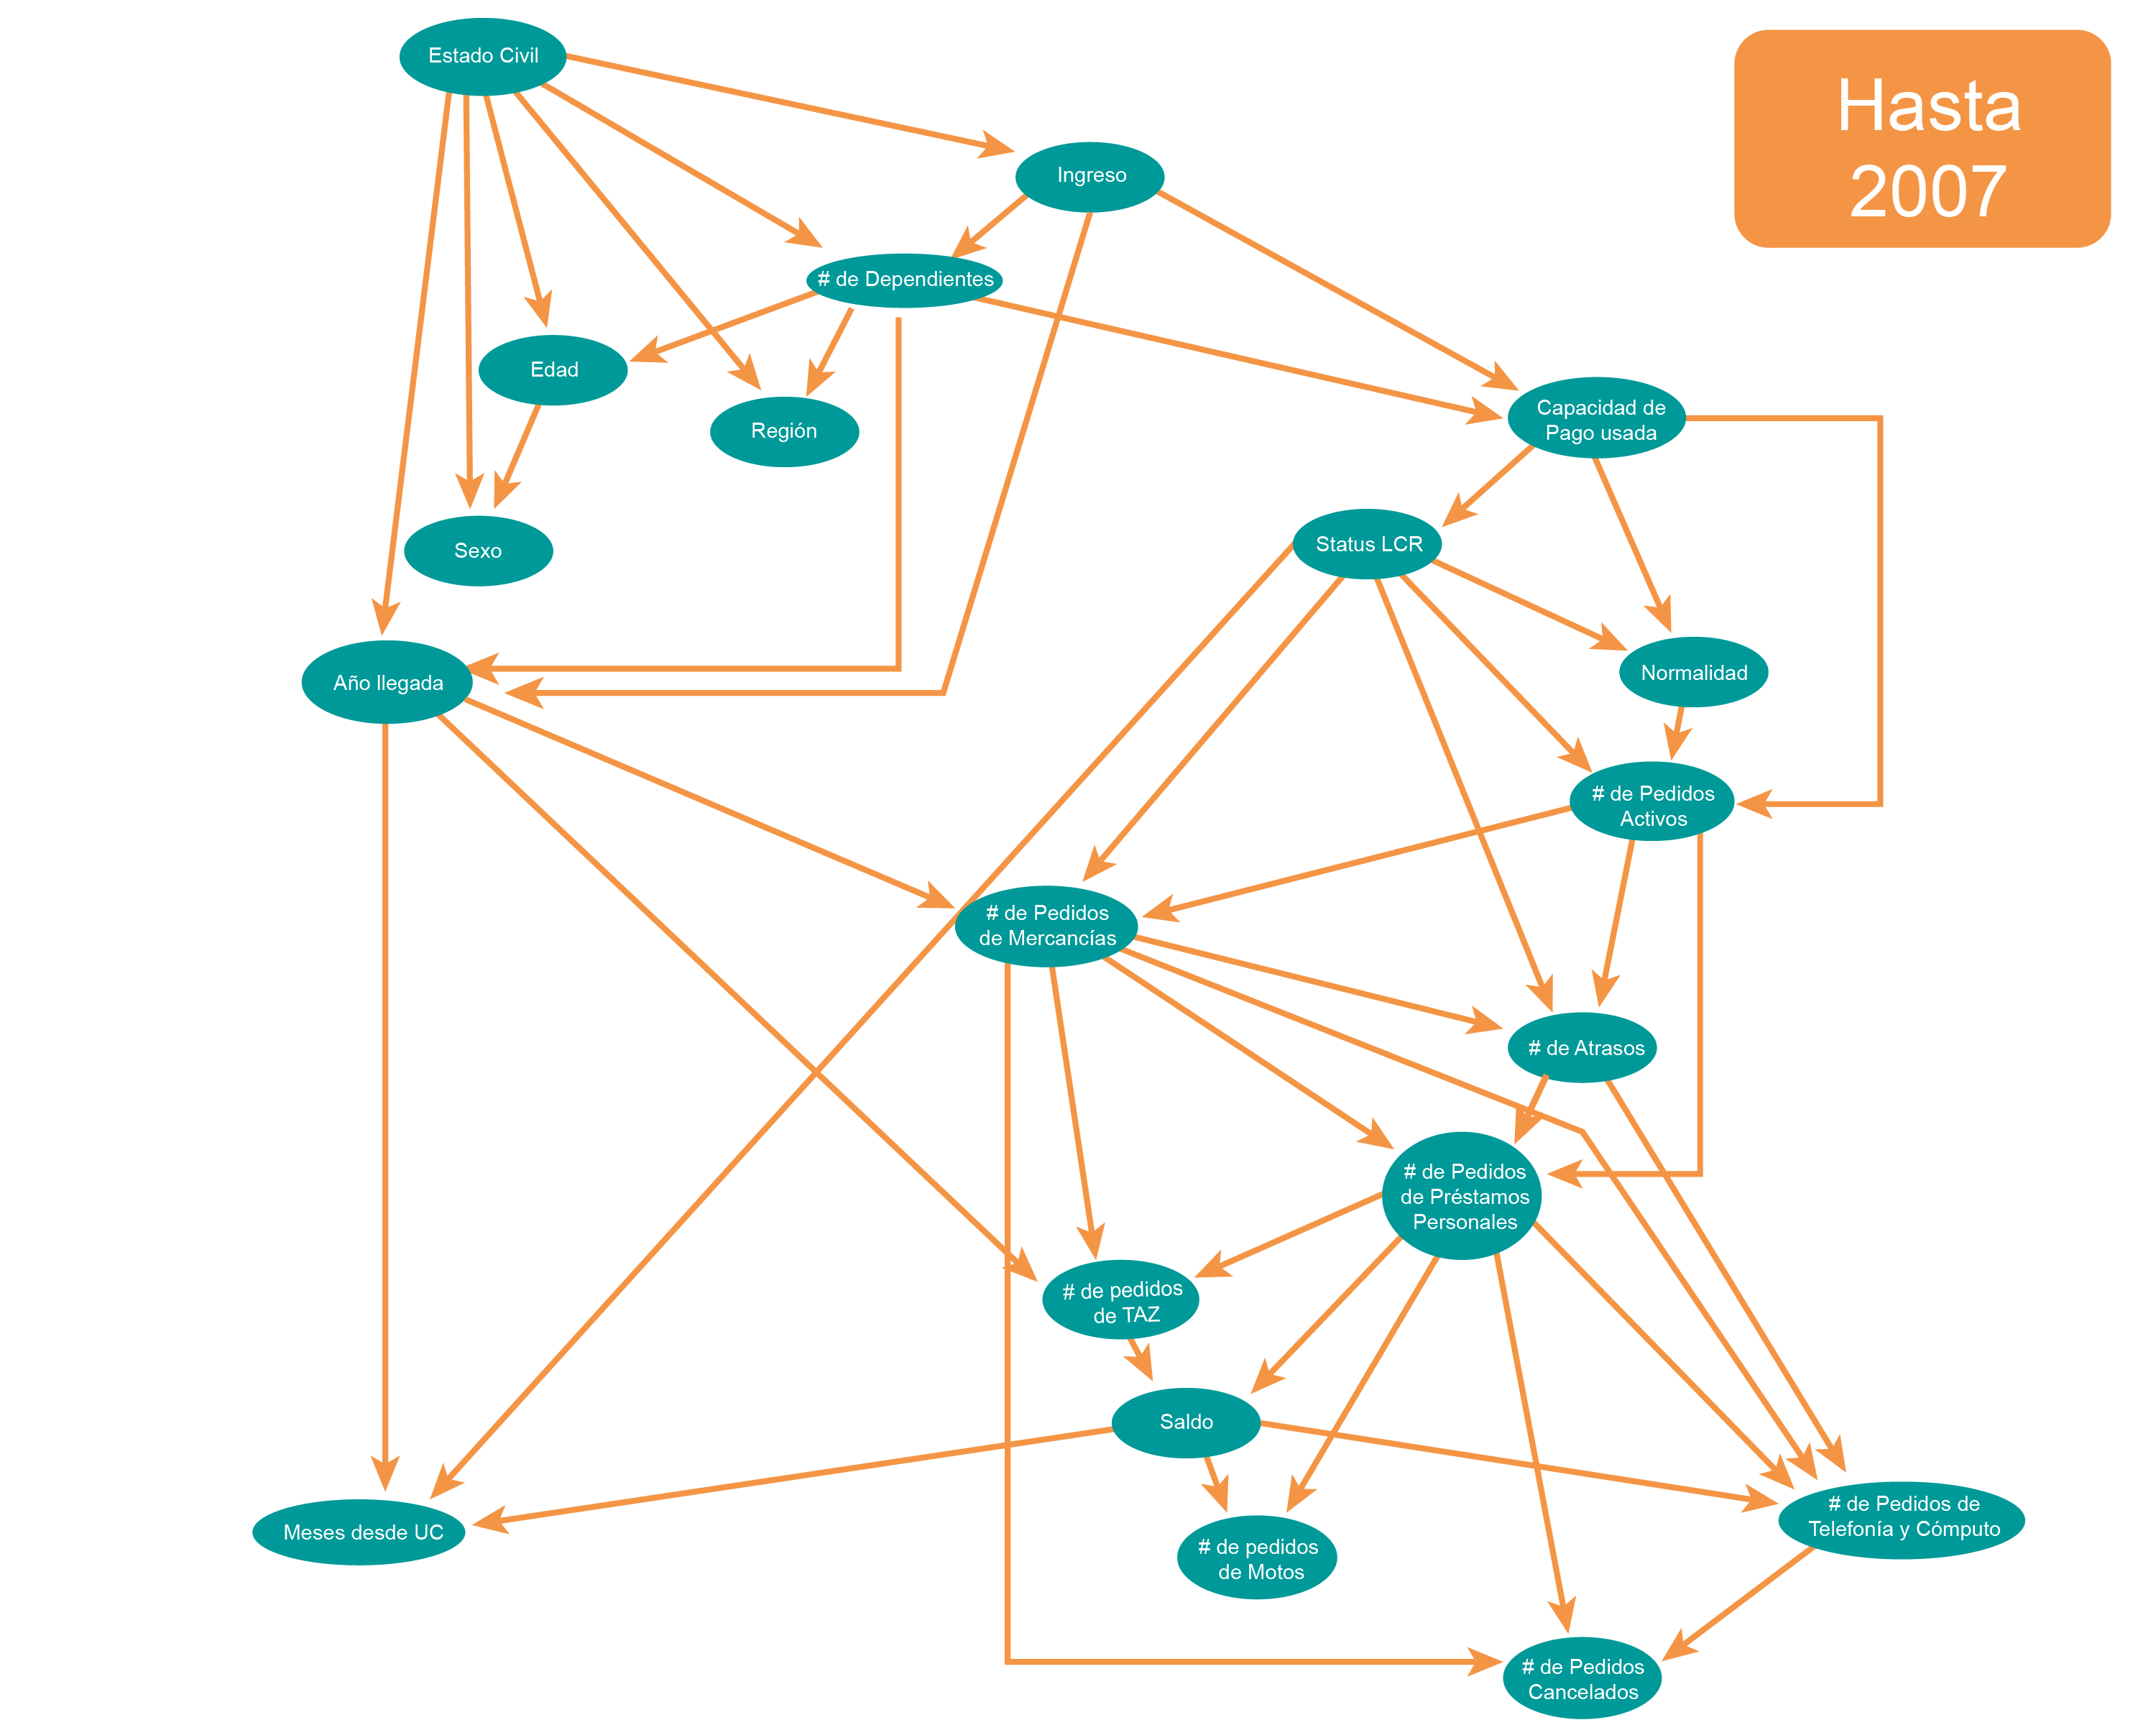 Estado Civil
Hasta
2007
Ingreso
# de Dependientes
Edad
Región
Capacidad de
Pago usada
Status LCR
Sexo
Normalidad
Año llegada
# de Pedidos
Activos
# de Pedidos
de Mercancías
# de Atrasos
# de Pedidos
de Préstamos
Personales
# de pedidos
de TAZ
Saldo
Meses desde UC
# de pedidos
de Motos
# de Pedidos de
Telefonía y Cómputo
# de Pedidos
Cancelados